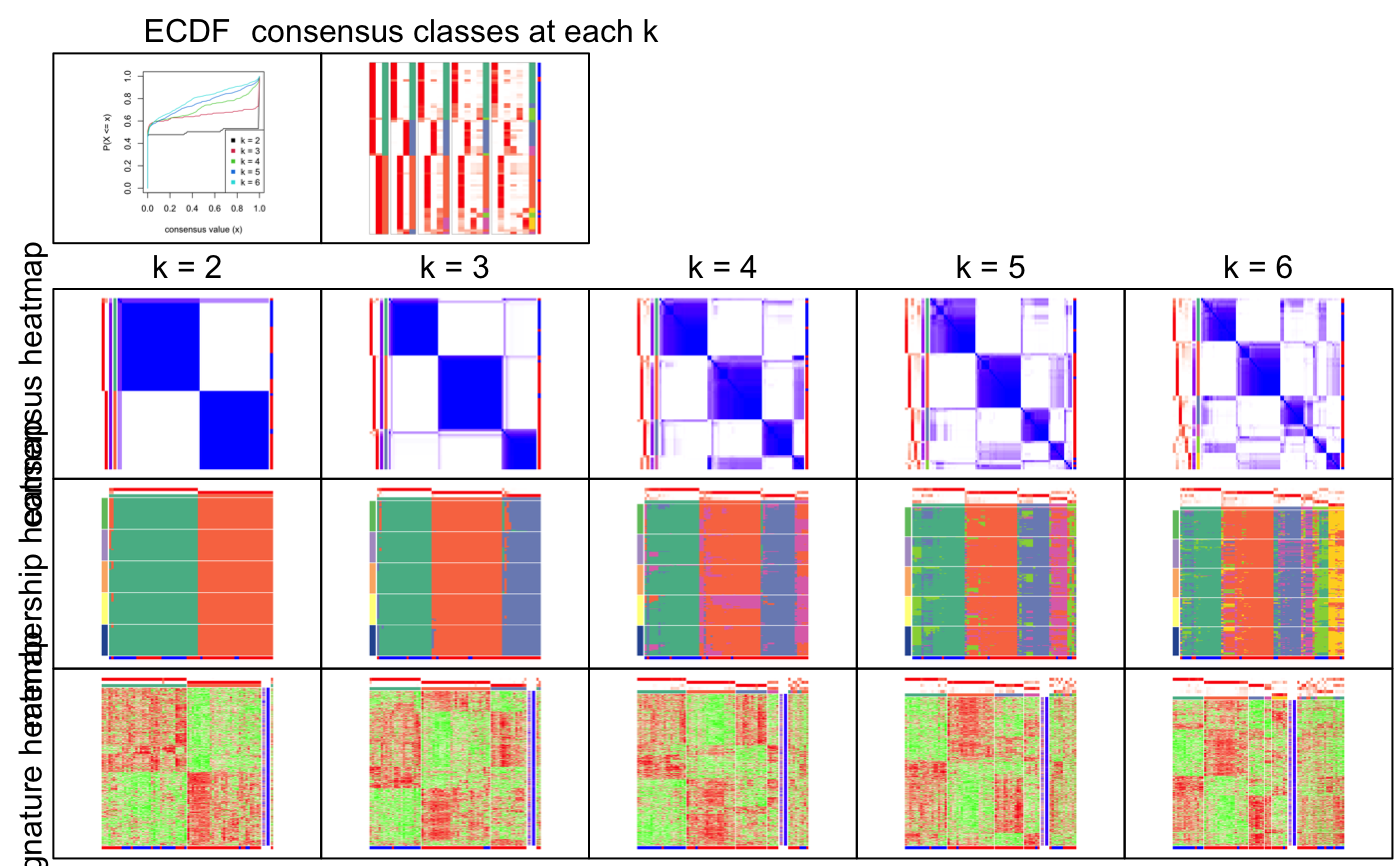 ECDF consensus classes at each k
P(X <= x)
0.0 0.2 0.4 0.6 0.8 1.0
k = 2
k = 3
k = 4
k = 5
k = 6
0.0 0.2 0.4 0.6 0.8 1.0
consensus value (x)
k = 2 k = 3 k = 4 k = 5 k = 6
heatmap